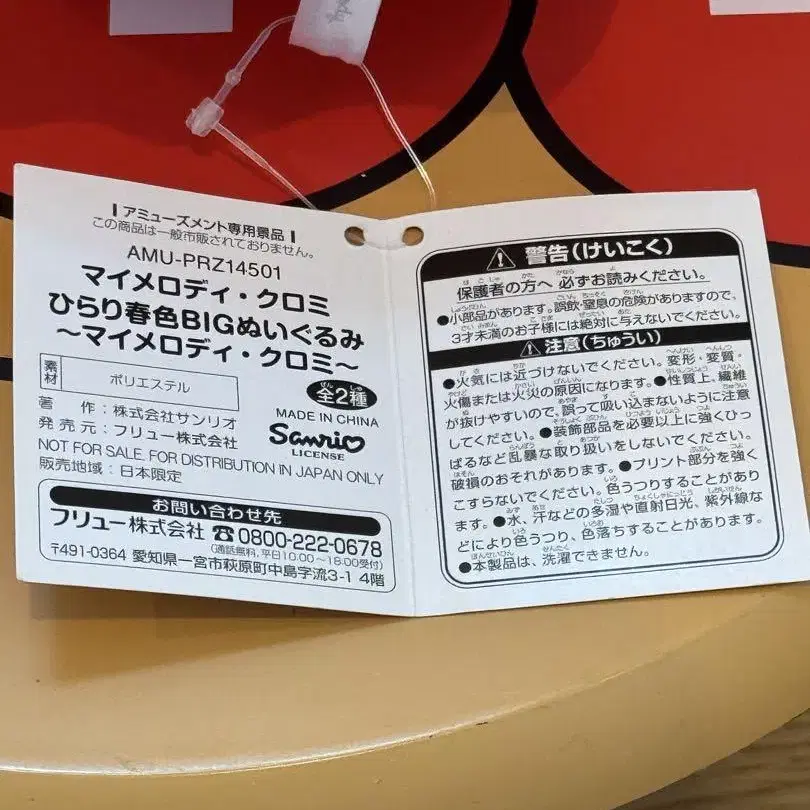 アミューズメント専用景品
この商品は一般市販されておりません。
AMU-PRZ14501
マイメロディ・クロミ
ひらり春色BIGぬいぐるみ
～マイメロディ・クロミ～
素材 ポリエステル
全2種
著 作：株式会社サンリオ
発 売 元：フリュー株式会社
MADE IN CHINA
Sanrio
LICENSE
NOT FOR SALE. FOR DISTRIBUTION IN JAPAN ONLY
販売地域：日本限定
お問い合わせ先
フリュー株式会社 ☎0800-222-0678
(通話無料、平日10:00～18:00受付)
〒491-0364 愛知県一宮市萩原町中島字流3-1 4階
⚠ 警告(けいこく)
保護者の方へ 必ずお読みください。
●小部品があります。誤飲、窒息の危険がありますので、
3才未満のお子様には絶対に与えないでください。
⚠ 注意(ちゅうい)
●火気には近づけないでください。変形・変質・
火傷または火災の原因になります。●性質上、繊維
が抜けやすいので、誤って吸い込まないように注意
してください。●装飾部品を必要以上に強くひっ
ぱるなど乱暴な取り扱いをしないでください。
破損のおそれがあります。●プリント部分を強く
こすらないでください。色うつりすることがあり
ます。●水、汗などの多湿や直射日光、紫外線な
どにより色うつり、色落ちすることがあります。
●本製品は、洗濯できません。